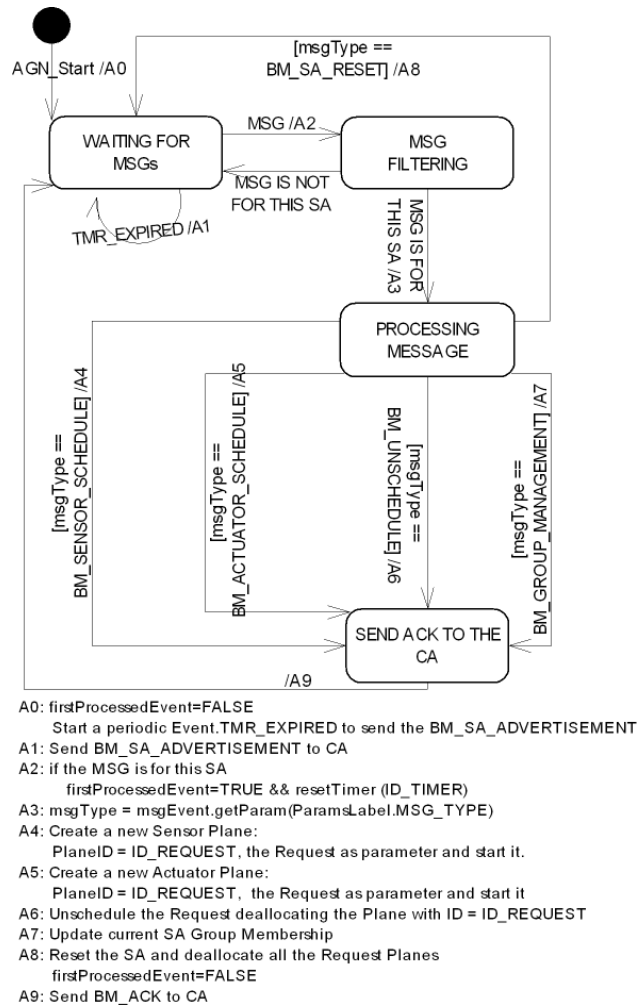 [msgType ==
BM_SA_RESET] /A8
AGN_Start /A0
WAITING FOR
MSGs
MSG /A2
MSG
FILTERING
MSG IS NOT
FOR THIS SA
TMR_EXPIRED /A1
MSG IS FOR
THIS SA /A3
PROCESSING
MESSAGE
[msgType ==
BM_SENSOR_SCHEDULE] /A4
[msgType ==
BM_ACTUATOR_SCHEDULE] /A5
[msgType ==
BM_UNSCHEDULE] /A6
[msgType ==
BM_GROUP_MANAGEMENT] /A7
SEND ACK TO THE
CA
/A9
A0: firstProcessedEvent=FALSE
Start a periodic Event.TMR_EXPIRED to send the BM_SA_ADVERTISEMENT
A1: Send BM_SA_ADVERTISEMENT to CA
A2: if the MSG is for this SA
firstProcessedEvent=TRUE && resetTimer (ID_TIMER)
A3: msgType = msgEvent.getParam(ParamsLabel.MSG_TYPE)
A4: Create a new Sensor Plane:
PlaneID = ID_REQUEST, the Request as parameter and start it.
A5: Create a new Actuator Plane:
PlaneID = ID_REQUEST, the Request as parameter and start it
A6: Unschedule the Request deallocating the Plane with ID = ID_REQUEST
A7: Update current SA Group Membership
A8: Reset the SA and deallocate all the Request Planes
firstProcessedEvent=FALSE
A9: Send BM_ACK to CA